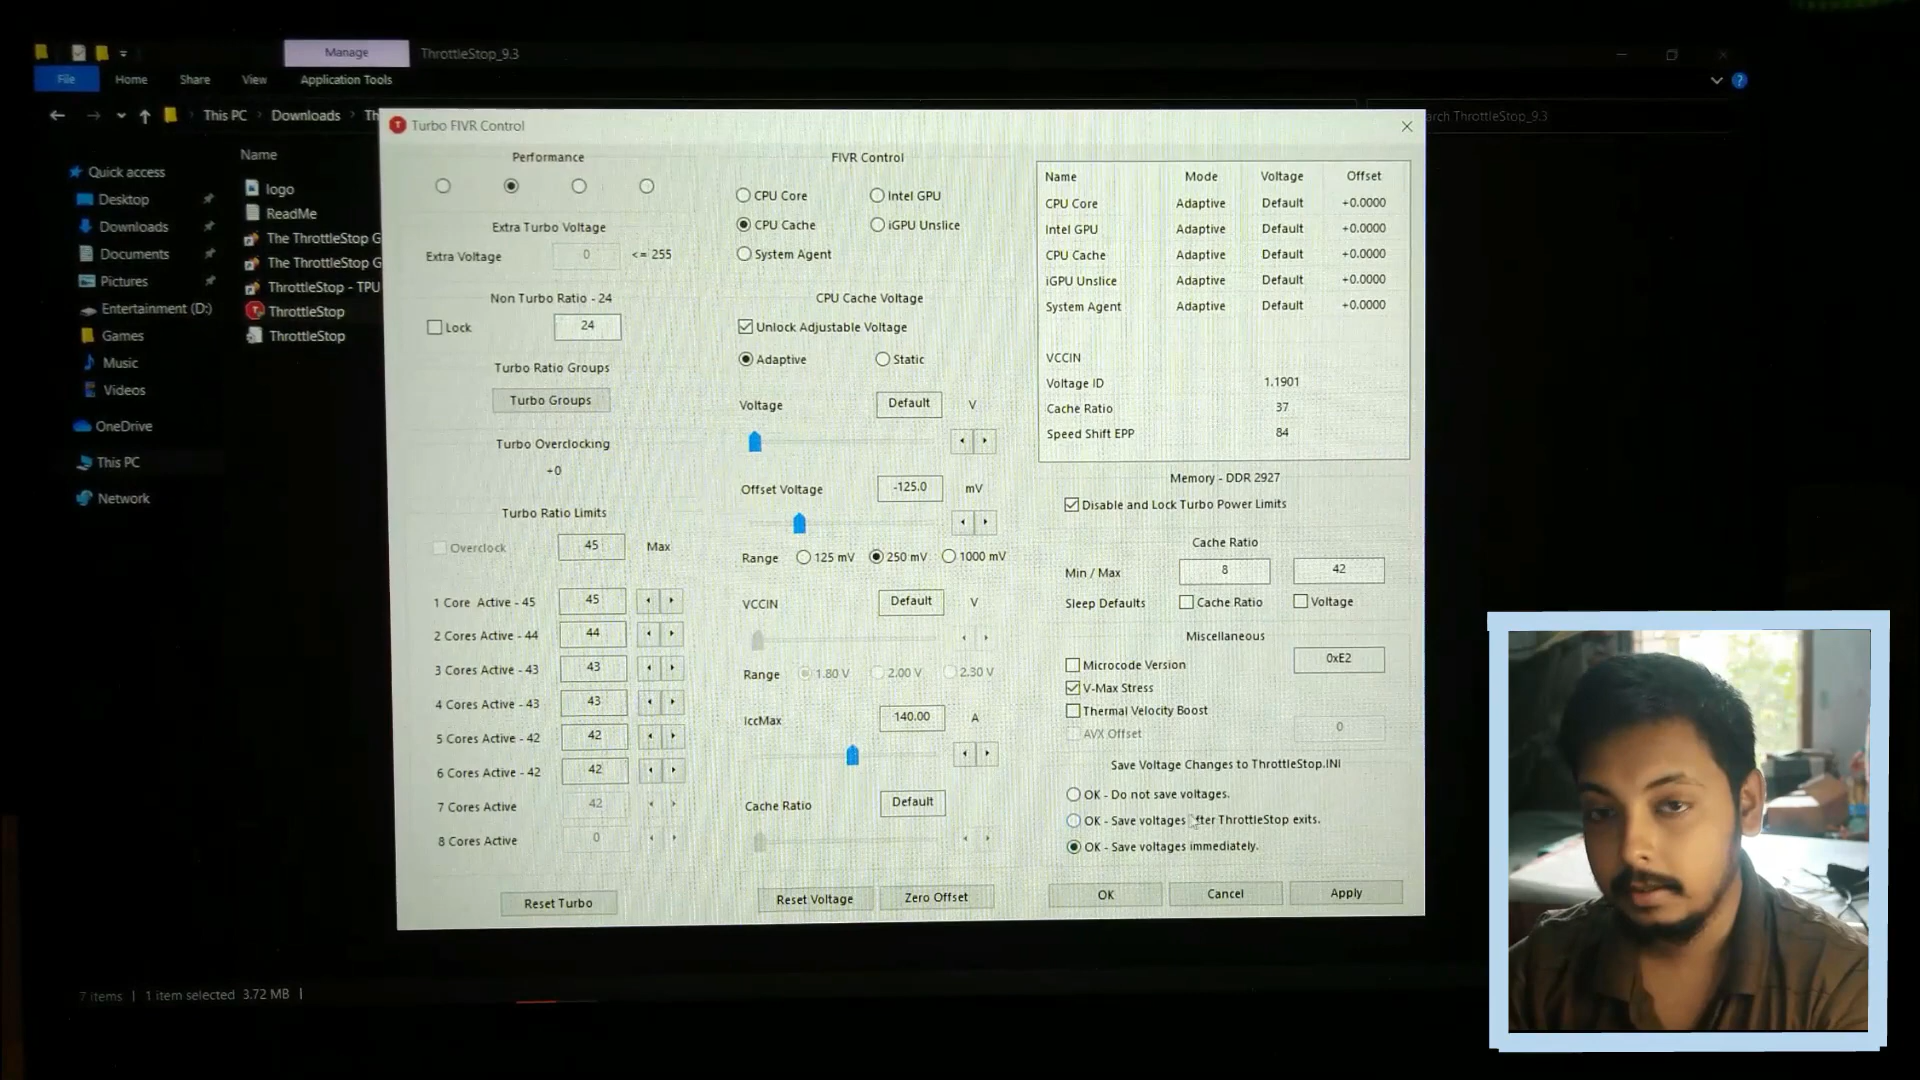 Manage
ThrottleStop_9.3
File
Home
Share
View
Application Tools
This PC
Downloads
arch ThrottleStop_9.3
Quick access
Desktop
Downloads
Documents
Pictures
Entertainment (D:)
Games
Music
Videos
OneDrive
This PC
Network
Name
logo
ReadMe
The ThrottleStop G
The ThrottleStop G
ThrottleStop - TPU
ThrottleStop
ThrottleStop
7 items
1 item selected 3.72 MB
Turbo FIVR Control
Performance
Extra Turbo Voltage
Extra Voltage 0 <= 255
Non Turbo Ratio - 24
Lock 24
Turbo Ratio Groups
Turbo Groups
Turbo Overclocking
+0
Turbo Ratio Limits
Overclock 45 Max
1 Core Active - 45 45
2 Cores Active - 44 44
3 Cores Active - 43 43
4 Cores Active - 43 43
5 Cores Active - 42 42
6 Cores Active - 42 42
7 Cores Active 42
8 Cores Active 0
Reset Turbo
FIVR Control
CPU Core Intel GPU
CPU Cache iGPU Unslice
System Agent
CPU Cache Voltage
Unlock Adjustable Voltage
Adaptive Static
Voltage Default V
Offset Voltage -125.0 mV
Range 125 mV 250 mV 1000 mV
VCCIN Default V
Range 1.80 V 2.00 V 2.30 V
IccMax 140.00 A
Cache Ratio Default
Reset Voltage Zero Offset
Name Mode Voltage Offset
CPU Core Adaptive Default +0.0000
Intel GPU Adaptive Default +0.0000
CPU Cache Adaptive Default +0.0000
iGPU Unslice Adaptive Default +0.0000
System Agent Adaptive Default +0.0000
VCCIN
Voltage ID 1.1901
Cache Ratio 37
Speed Shift EPP 84
Memory - DDR 2927
Disable and Lock Turbo Power Limits
Cache Ratio
Min / Max 8 42
Sleep Defaults Cache Ratio Voltage
Miscellaneous
Microcode Version 0xE2
V-Max Stress
Thermal Velocity Boost
AVX Offset 0
Save Voltage Changes to ThrottleStop.INI
OK - Do not save voltages.
OK - Save voltages after ThrottleStop exits.
OK - Save voltages immediately.
OK Cancel Apply